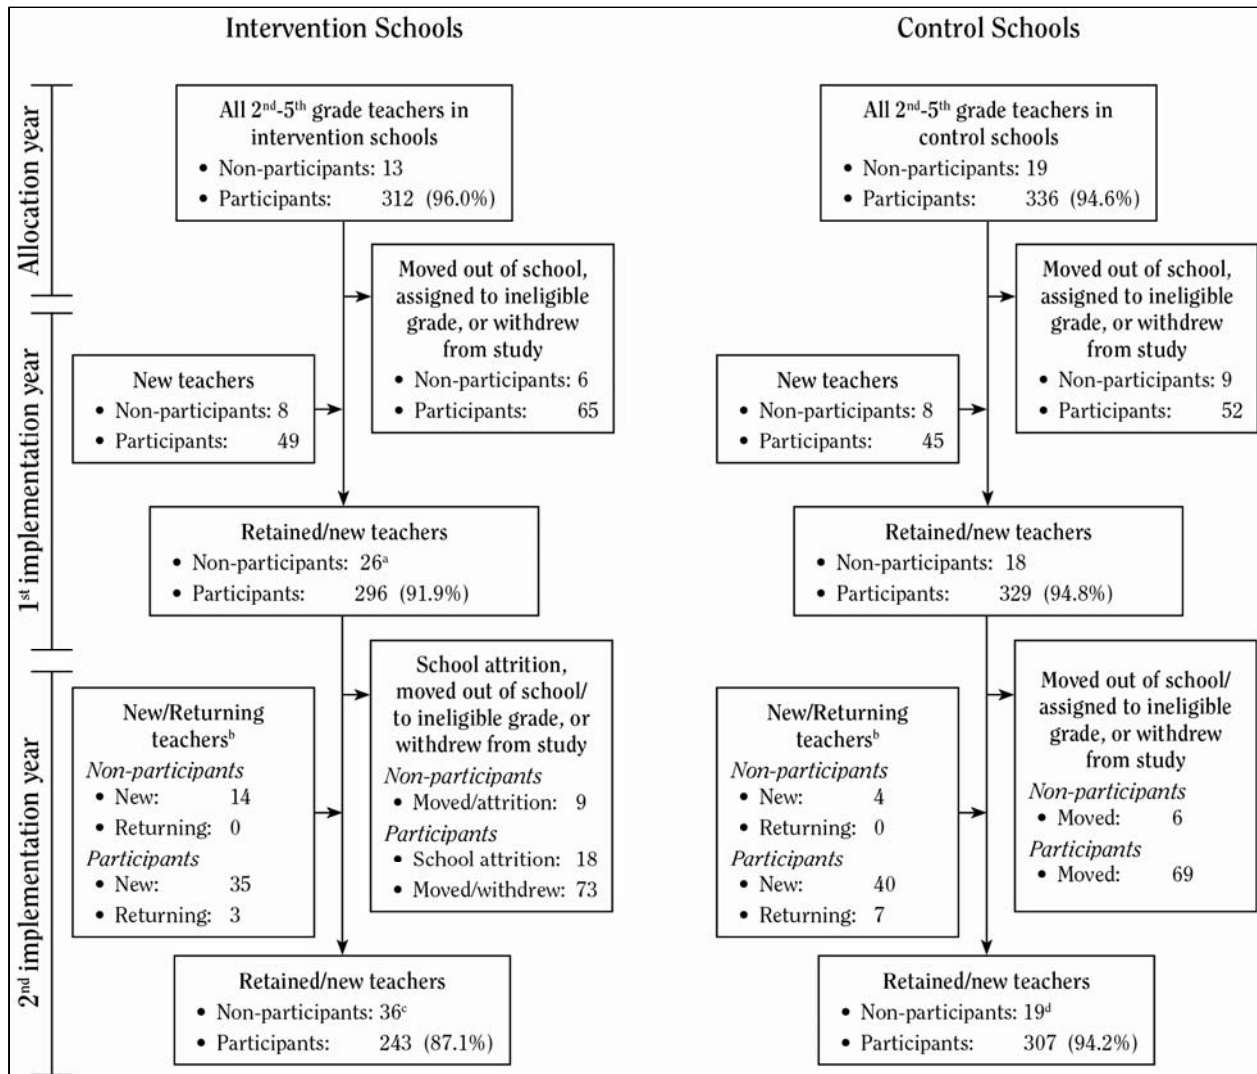 Intervention Schools
Control Schools
Allocation year
1st implementation year
2nd implementation year
All 2nd-5th grade teachers in
intervention schools
• Non-participants: 13
• Participants: 312 (96.0%)
Moved out of school,
assigned to ineligible
grade, or withdrew
from study
• Non-participants: 6
• Participants: 65
New teachers
• Non-participants: 8
• Participants: 49
Retained/new teachers
• Non-participants: 26a
• Participants: 296 (91.9%)
School attrition,
moved out of school/
to ineligible grade, or
withdrew from study
Non-participants
• Moved/attrition: 9
Participants
• School attrition: 18
• Moved/withdrew: 73
New/Returning
teachersb
Non-participants
• New: 14
• Returning: 0
Participants
• New: 35
• Returning: 3
Retained/new teachers
• Non-participants: 36c
• Participants: 243 (87.1%)
All 2nd-5th grade teachers in
control schools
• Non-participants: 19
• Participants: 336 (94.6%)
Moved out of school,
assigned to ineligible
grade, or withdrew
from study
• Non-participants: 9
• Participants: 52
New teachers
• Non-participants: 8
• Participants: 45
Retained/new teachers
• Non-participants: 18
• Participants: 329 (94.8%)
Moved out of school/
assigned to ineligible
grade, or withdrew
from study
Non-participants
• Moved: 6
Participants
• Moved: 69
New/Returning
teachersb
Non-participants
• New: 4
• Returning: 0
Participants
• New: 40
• Returning: 7
Retained/new teachers
• Non-participants: 19d
• Participants: 307 (94.2%)